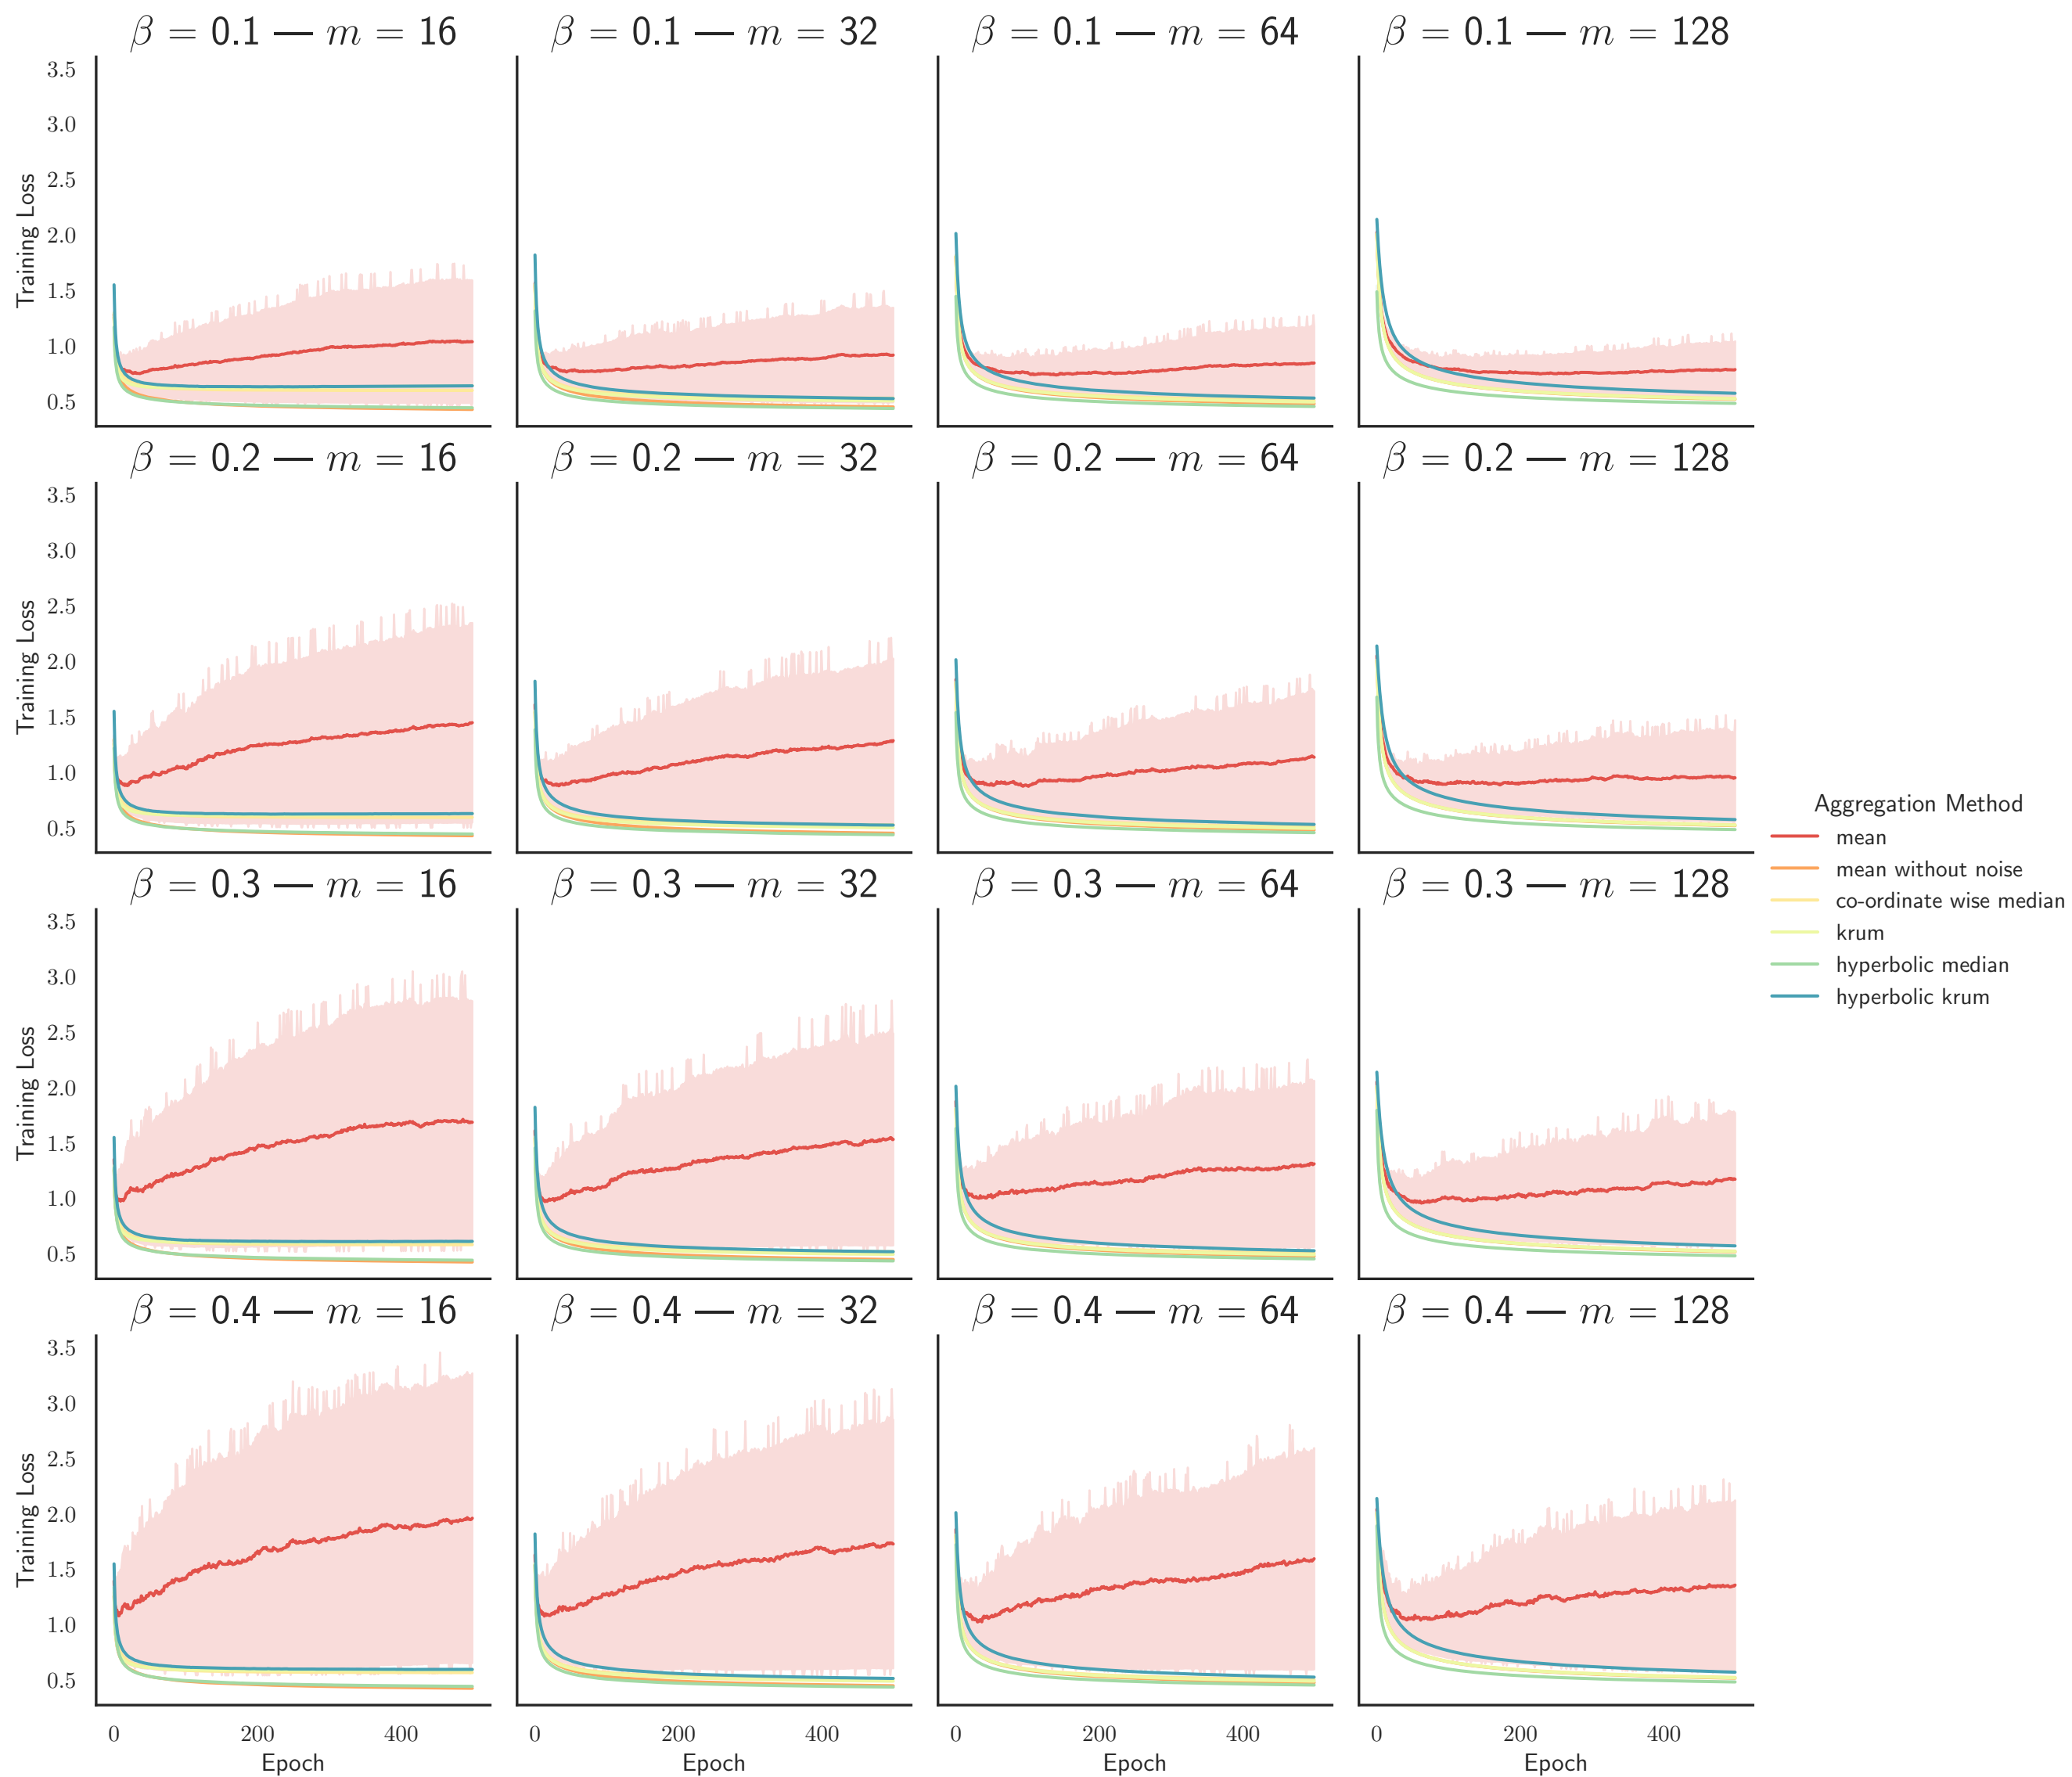 β = 0.1 — m = 16
β = 0.1 — m = 32
β = 0.1 — m = 64
β = 0.1 — m = 128
3.5
3.0
2.5
2.0
1.5
1.0
0.5
Training Loss
β = 0.2 — m = 16
β = 0.2 — m = 32
β = 0.2 — m = 64
β = 0.2 — m = 128
3.5
3.0
2.5
2.0
1.5
1.0
0.5
Training Loss
β = 0.3 — m = 16
β = 0.3 — m = 32
β = 0.3 — m = 64
β = 0.3 — m = 128
3.5
3.0
2.5
2.0
1.5
1.0
0.5
Training Loss
β = 0.4 — m = 16
β = 0.4 — m = 32
β = 0.4 — m = 64
β = 0.4 — m = 128
3.5
3.0
2.5
2.0
1.5
1.0
0.5
Training Loss
0 200 400
Epoch
0 200 400
Epoch
0 200 400
Epoch
0 200 400
Epoch
Aggregation Method
mean
mean without noise
co-ordinate wise median
krum
hyperbolic median
hyperbolic krum